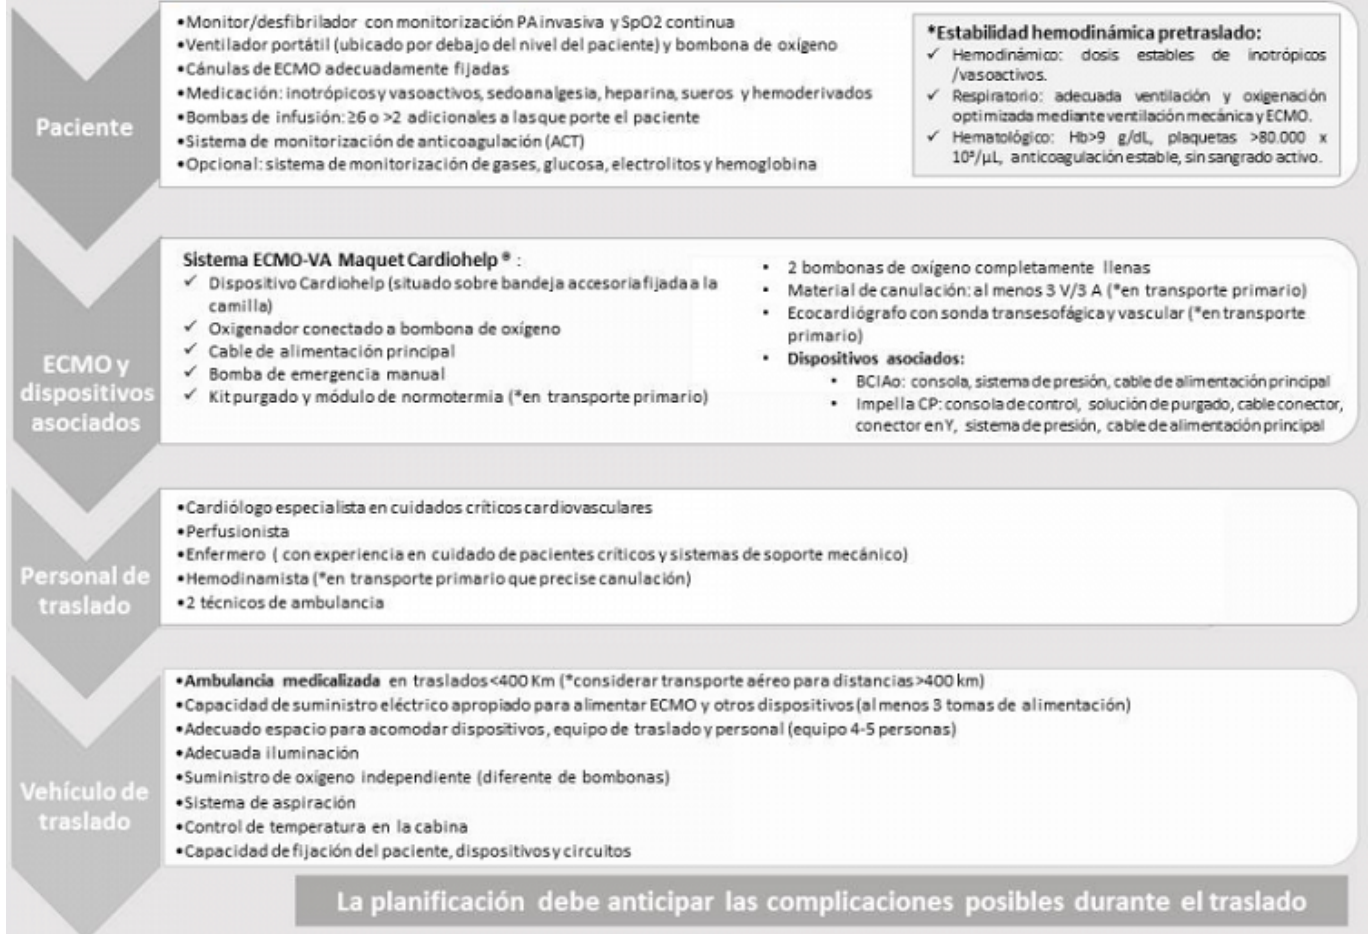 Paciente
•Monitor/desfibrilador con monitorización PA invasiva y SpO2 continua
•Ventilador portátil (ubicado por debajo del nivel del paciente) y bombona de oxígeno
•Cánulas de ECMO adecuadamente fijadas
•Medicación: inotrópicos y vasoactivos, sedoanalgesia, heparina, sueros y hemoderivados
•Bombas de infusión: ≥6 o >2 adicionales a las que porte el paciente
•Sistema de monitorización de anticoagulación (ACT)
•Opcional: sistema de monitorización de gases, glucosa, electrolitos y hemoglobina
*Estabilidad hemodinámica pretraslado:
✓ Hemodinámico: dosis estables de inotrópicos
/vasoactivos.
✓ Respiratorio: adecuada ventilación y oxigenación
optimizada mediante ventilación mecánica y ECMO.
✓ Hematológico: Hb>9 g/dL, plaquetas >80.000 x
10³/µL, anticoagulación estable, sin sangrado activo.
ECMO y
dispositivos
asociados
Sistema ECMO-VA Maquet Cardiohelp ® :
✓ Dispositivo Cardiohelp (situado sobre bandeja accesoria fijada a la
camilla)
✓ Oxigenador conectado a bombona de oxígeno
✓ Cable de alimentación principal
✓ Bomba de emergencia manual
✓ Kit purgado y módulo de normotermia (*en transporte primario)
• 2 bombonas de oxígeno completamente llenas
• Material de canulación: al menos 3 V/3 A (*en transporte primario)
• Ecocardiógrafo con sonda transesofágica y vascular (*en transporte
primario)
• Dispositivos asociados:
• BCIAo: consola, sistema de presión, cable de alimentación principal
• Impella CP: consola de control, solución de purgado, cable conector,
conector en Y, sistema de presión, cable de alimentación principal
Personal de
traslado
•Cardiólogo especialista en cuidados críticos cardiovasculares
•Perfusionista
•Enfermero ( con experiencia en cuidado de pacientes críticos y sistemas de soporte mecánico)
•Hemodinamista (*en transporte primario que precise canulación)
•2 técnicos de ambulancia
Vehículo de
traslado
•Ambulancia medicalizada en traslados <400 Km (*considerar transporte aéreo para distancias >400 km)
•Capacidad de suministro eléctrico apropiado para alimentar ECMO y otros dispositivos (al menos 3 tomas de alimentación)
•Adecuado espacio para acomodar dispositivos, equipo de traslado y personal (equipo 4-5 personas)
•Adecuada iluminación
•Suministro de oxígeno independiente (diferente de bombonas)
•Sistema de aspiración
•Control de temperatura en la cabina
•Capacidad de fijación del paciente, dispositivos y circuitos
La planificación debe anticipar las complicaciones posibles durante el traslado